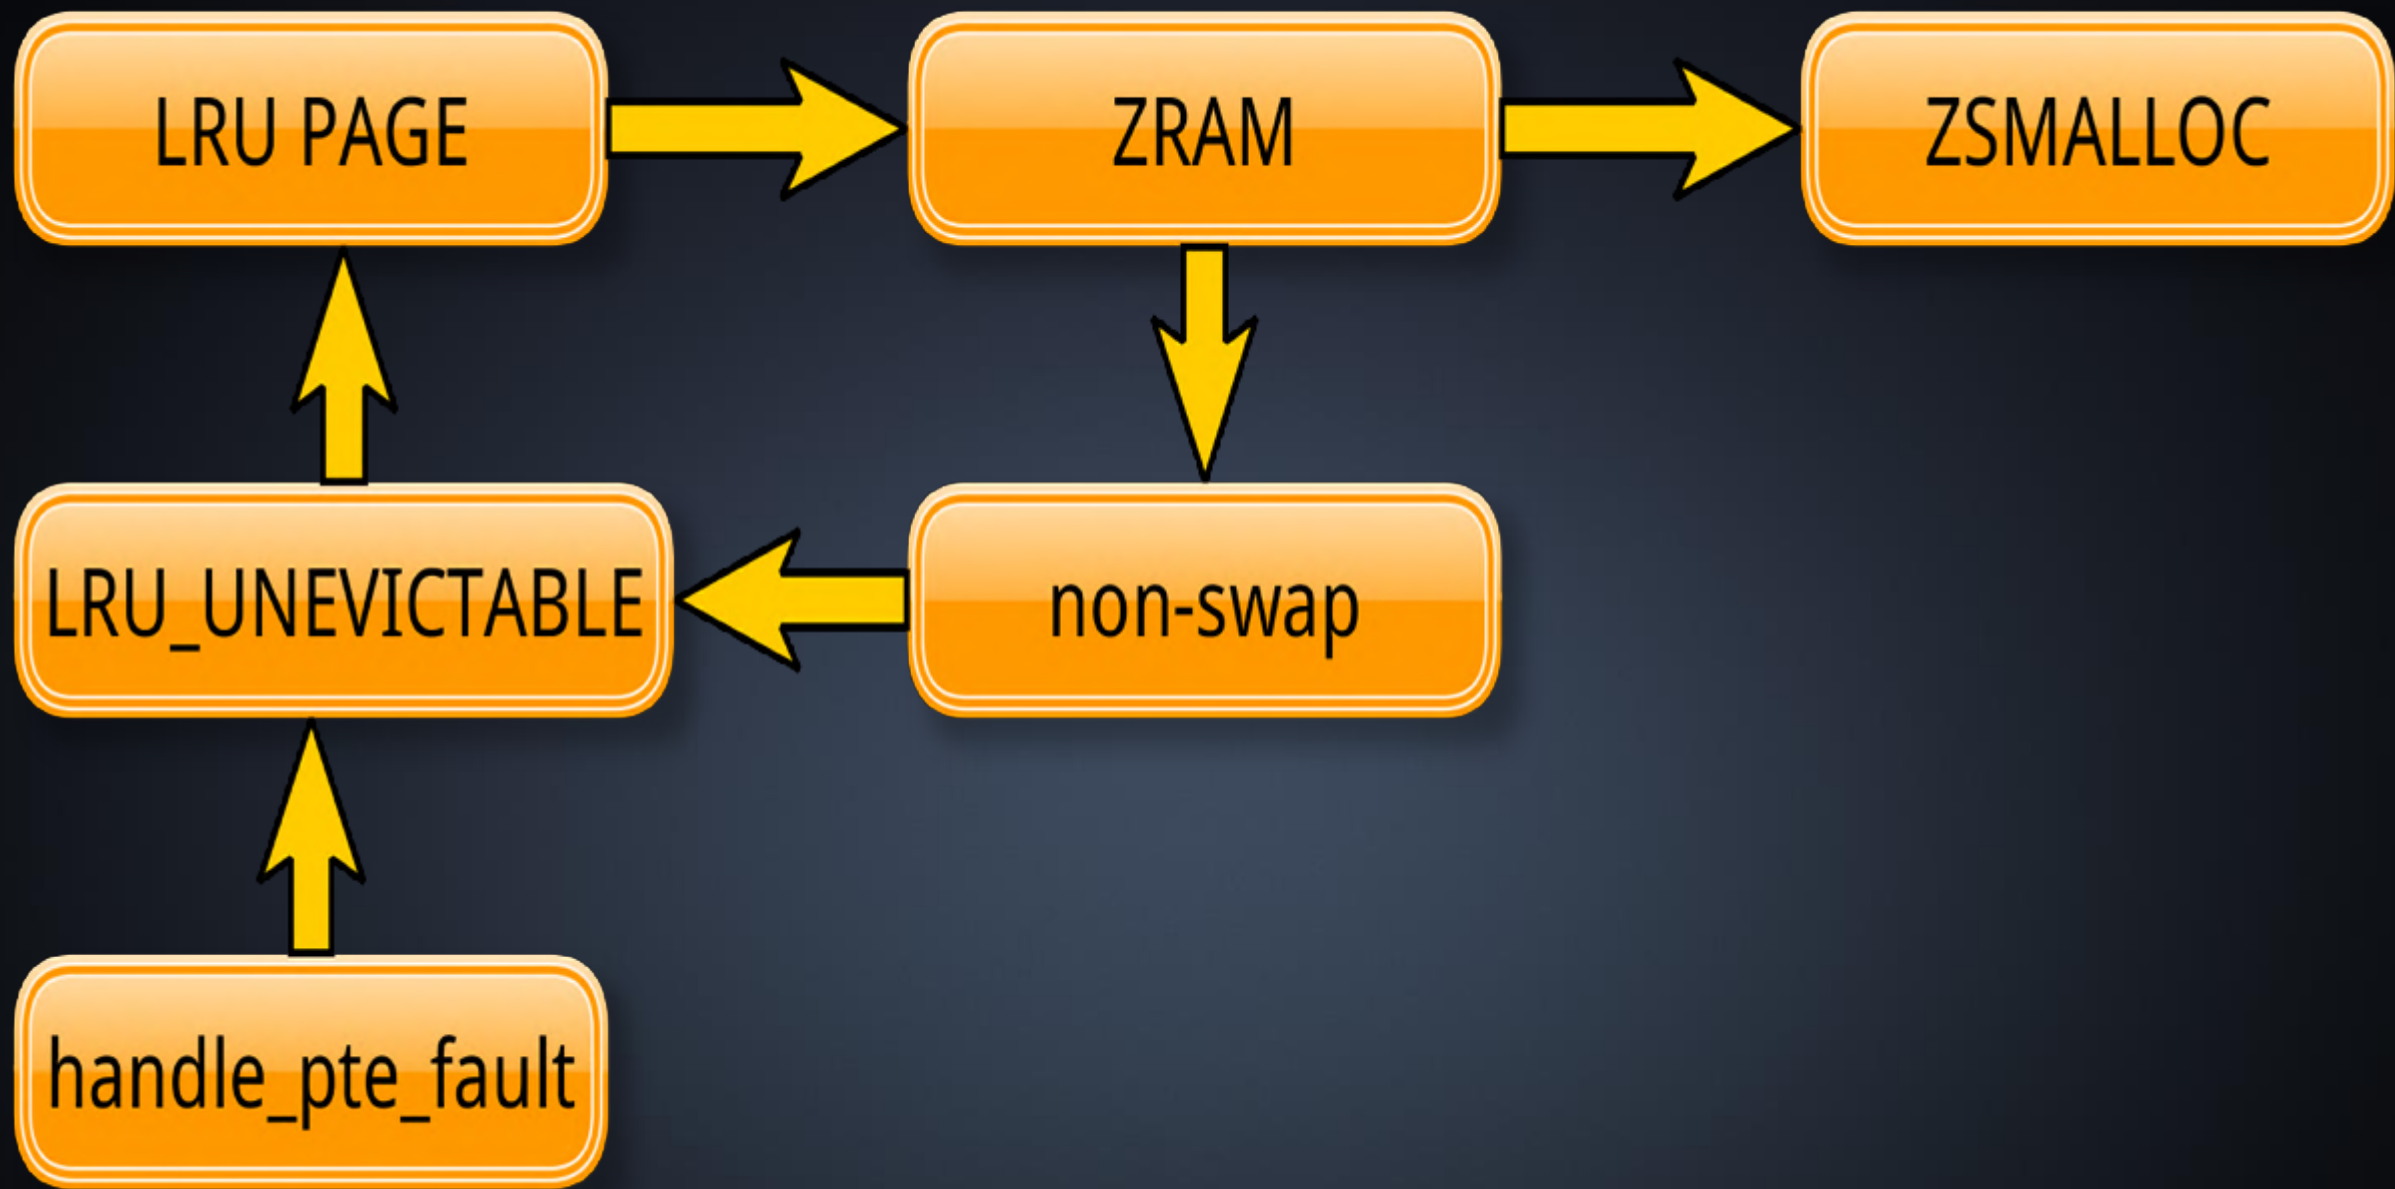 LRU PAGE
ZRAM
ZSMALLOC
LRU_UNEVICTABLE
non-swap
handle_pte_fault